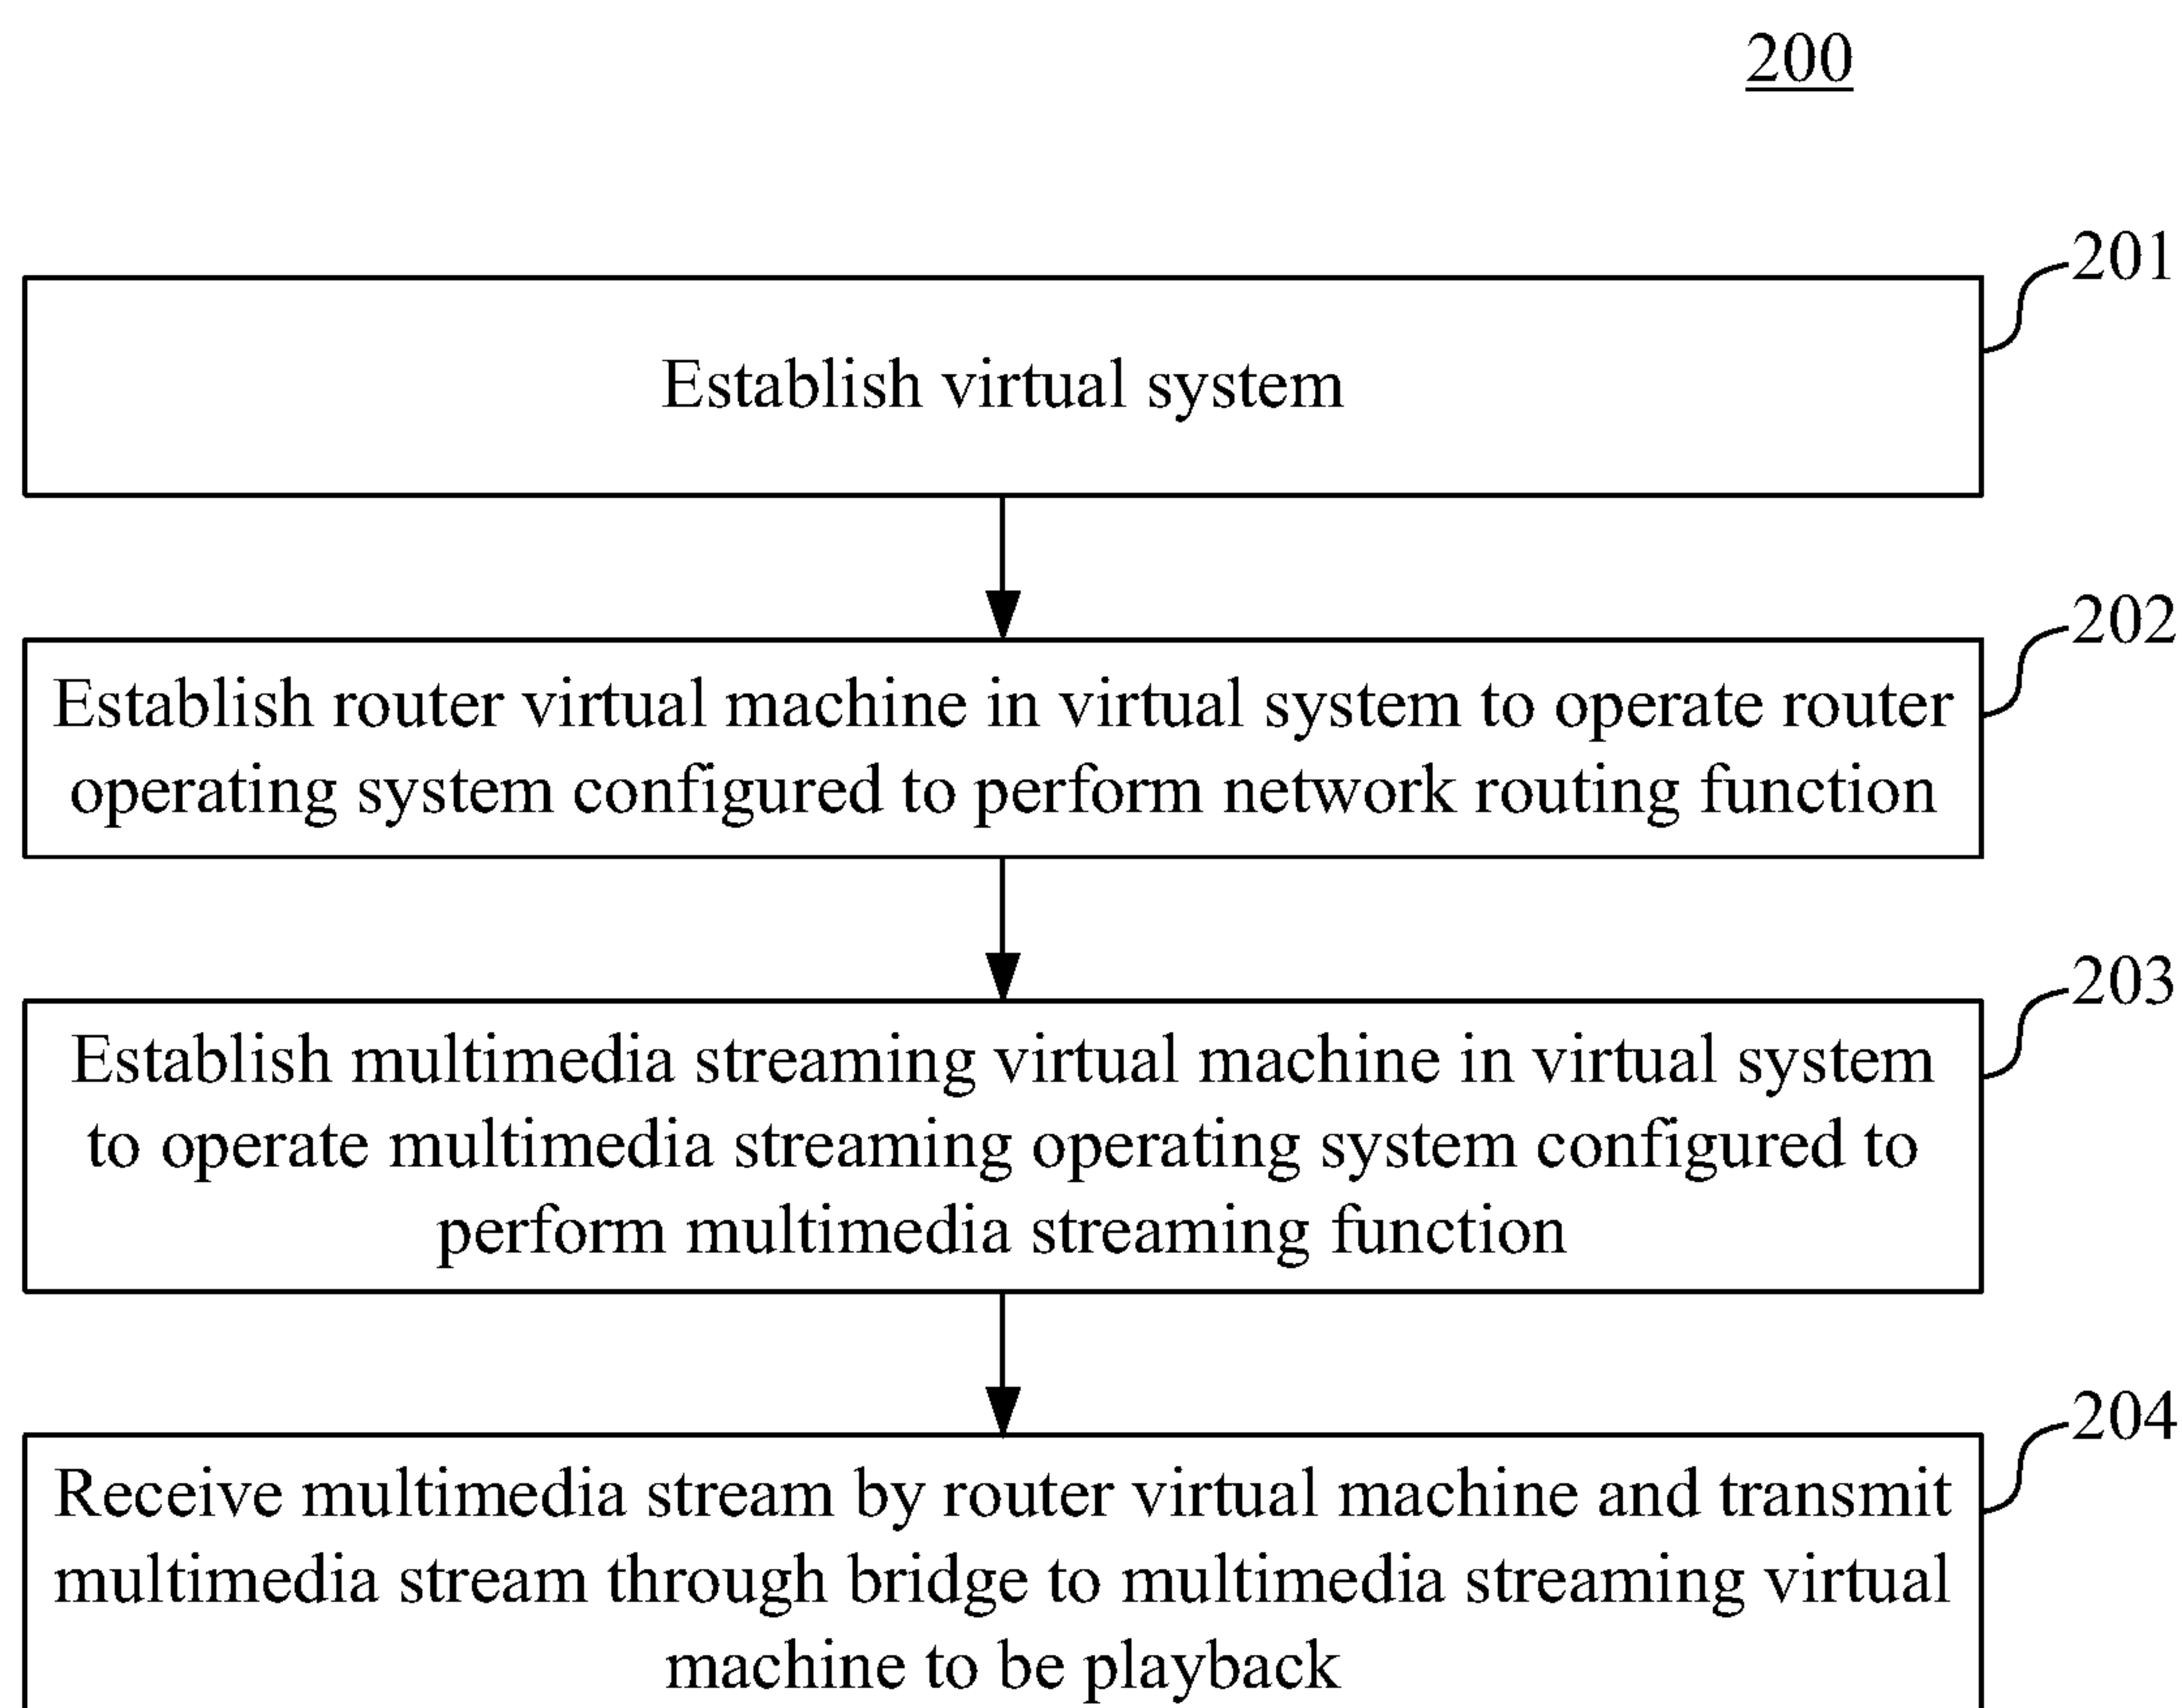 200
201
Establish virtual system
202
Establish router virtual machine in virtual system to operate router
operating system configured to perform network routing function
203
Establish multimedia streaming virtual machine in virtual system
to operate multimedia streaming operating system configured to
perform multimedia streaming function
204
Receive multimedia stream by router virtual machine and transmit
multimedia stream through bridge to multimedia streaming virtual
machine to be playback